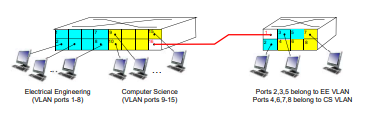 Electrical Engineering
(VLAN ports 1-8)
...
Computer Science
(VLAN ports 9-15)
...
Ports 2,3,5 belong to EE VLAN
Ports 4,6,7,8 belong to CS VLAN